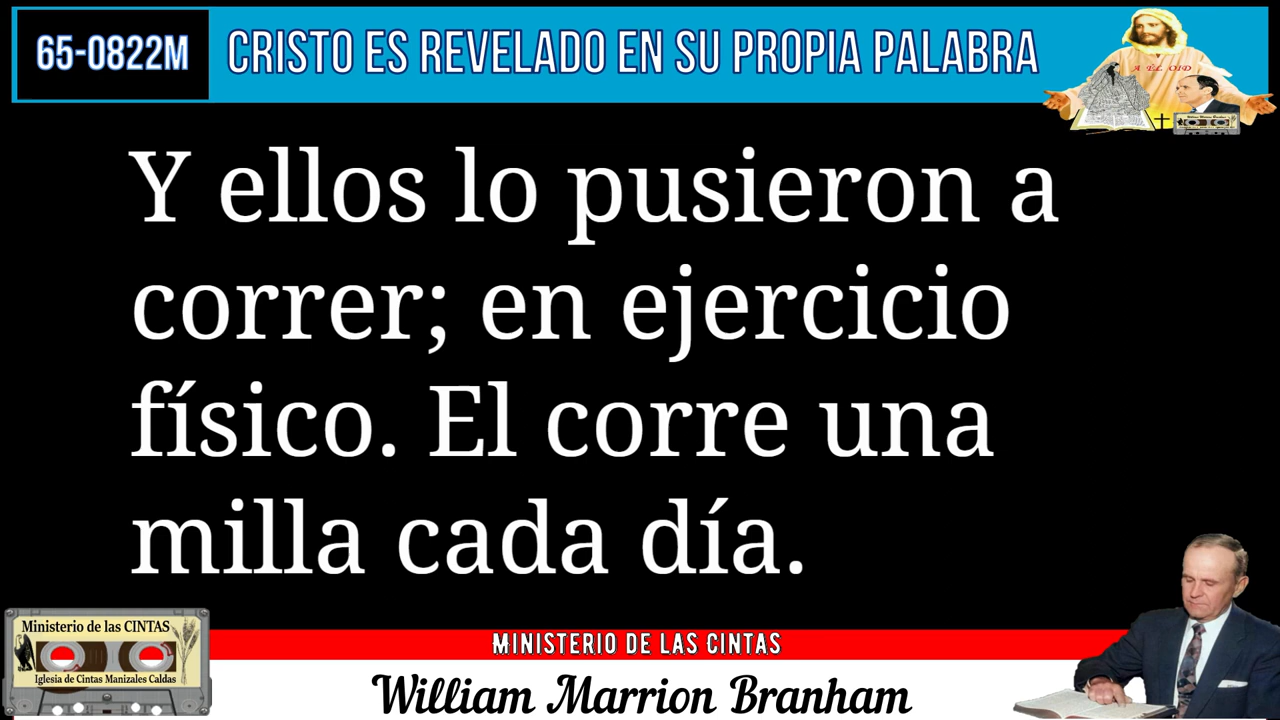 65-0822M CRISTO ES REVELADO EN SU PROPIA PALABRA
A ÉL OID
Y ellos lo pusieron a
correr; en ejercicio
físico. El corre una
milla cada día.
Ministerio de las CINTAS
Iglesia de Cintas Manizales Caldas
MINISTERIO DE LAS CINTAS
William Marrion Branham